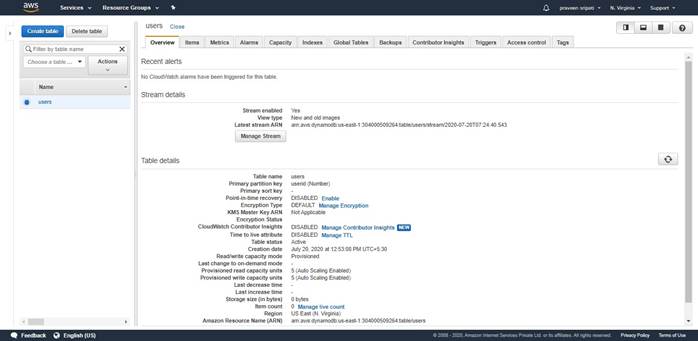 aws Services Resource Groups praveen sripati N. Virginia Support
Create table Delete table
Filter by table name
Choose a table ... Actions
Name
users
users Close
Overview Items Metrics Alarms Capacity Indexes Global Tables Backups Contributor Insights Triggers Access control Tags
Recent alerts
No CloudWatch alarms have been triggered for this table.
Stream details
Stream enabled Yes
View type New and old images
Latest stream ARN arn:aws:dynamodb:us-east-1:304000509264:table/users/stream/2020-07-20T07:24:40.543
Manage Stream
Table details
Table name users
Primary partition key userid (Number)
Primary sort key -
Point-in-time recovery DISABLED Enable
Encryption Type DEFAULT Manage Encryption
KMS Master Key ARN Not Applicable
Encryption Status
CloudWatch Contributor Insights DISABLED Manage Contributor Insights NEW
Time to live attribute DISABLED Manage TTL
Table status Active
Creation date July 20, 2020 at 12:53:08 PM UTC+5:30
Read/write capacity mode Provisioned
Last change to on-demand mode -
Provisioned read capacity units 5 (Auto Scaling Enabled)
Provisioned write capacity units 5 (Auto Scaling Enabled)
Last decrease time -
Last increase time -
Storage size (in bytes) 0 bytes
Item count 0 Manage live count
Region US East (N. Virginia)
Amazon Resource Name (ARN) arn:aws:dynamodb:us-east-1:304000509264:table/users
Feedback English (US) © 2008 - 2020, Amazon Internet Services Private Ltd. or its affiliates. All rights reserved. Privacy Policy Terms of Use